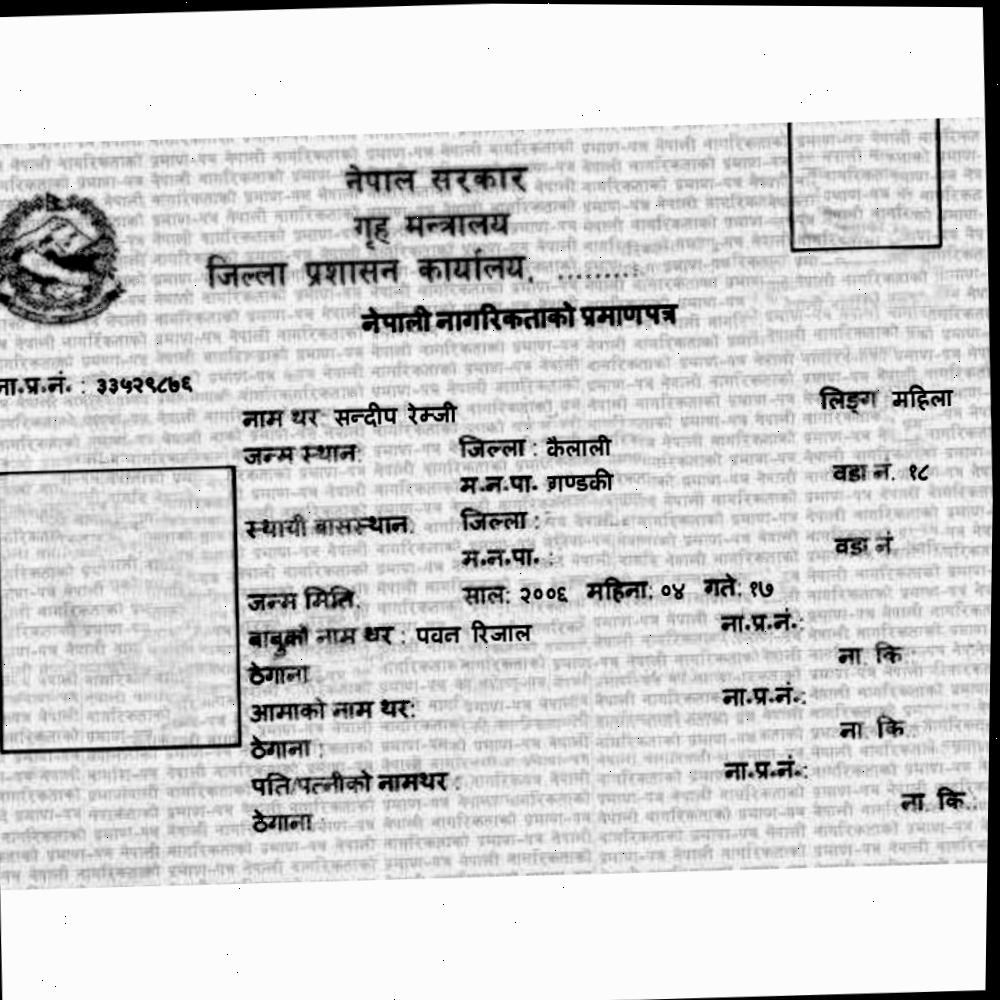 नेपाल सरकार
गृह मन्त्रालय
जिल्ला प्रशासन कार्यालय, .........
नेपाली नागरिकताको प्रमाणपत्र
ना.प्र.नं. : ३३५२९८७६
लिङ्ग महिला
नाम थर सन्दीप रेम्जी
जन्म स्थान: जिल्ला : कैलाली
म.न.पा. गण्डकी वडा नं. १८
स्थायी बासस्थान: जिल्ला :
म.न.पा. : वडा नं
जन्म मिति: साल: २००६ महिना: ०४ गते: १७
बाबुको नाम थर : पवन रिजाल ना.प्र.नं.:
ठेगाना ना. कि :
आमाको नाम थर: ना.प्र.नं.:
ठेगाना : ना. कि :
पति/पत्नीको नामथर : ना.प्र.नं.:
ठेगाना : ना. कि.: